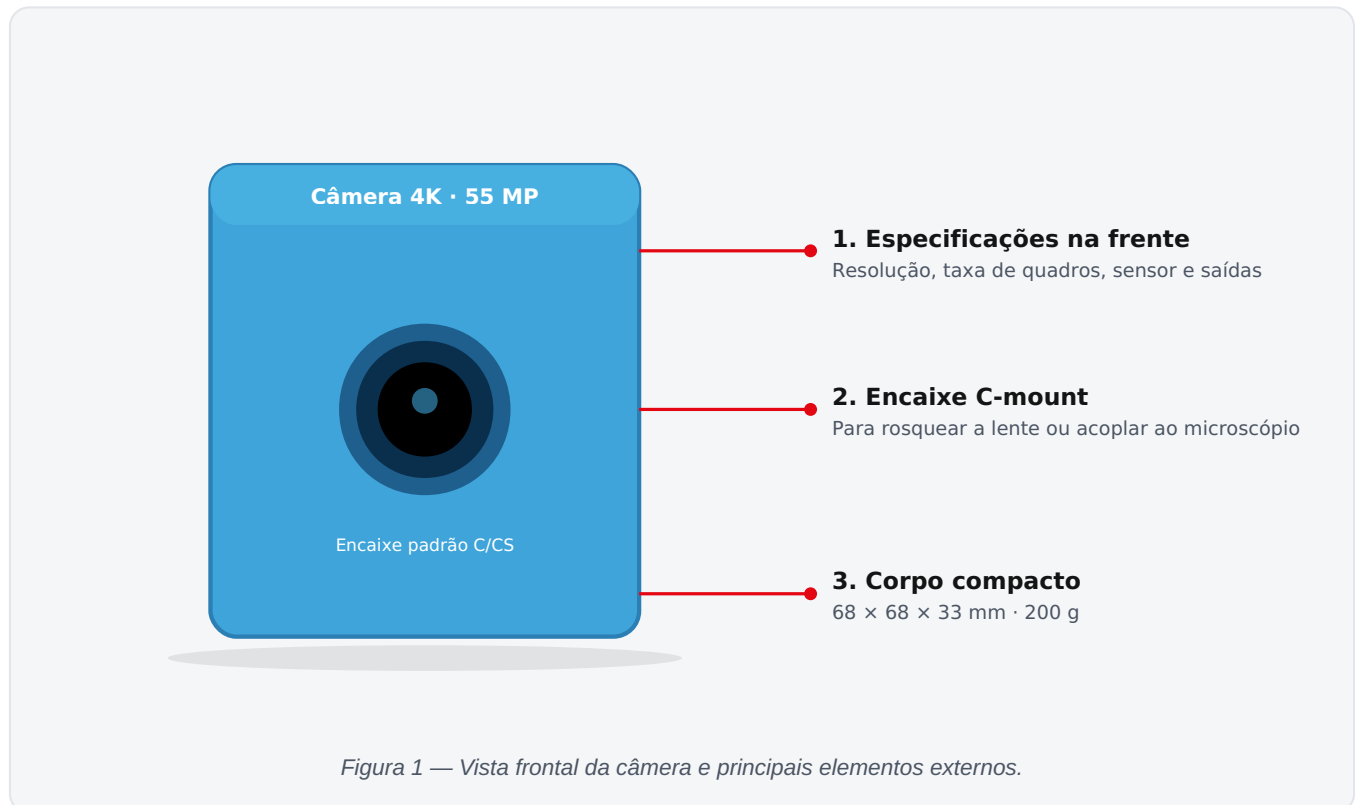 Câmera 4K · 55 MP
1. Especificações na frente
Resolução, taxa de quadros, sensor e saídas
2. Encaixe C-mount
Para rosquear a lente ou acoplar ao microscópio
Encaixe padrão C/CS
3. Corpo compacto
68 × 68 × 33 mm · 200 g
Figura 1 — Vista frontal da câmera e principais elementos externos.